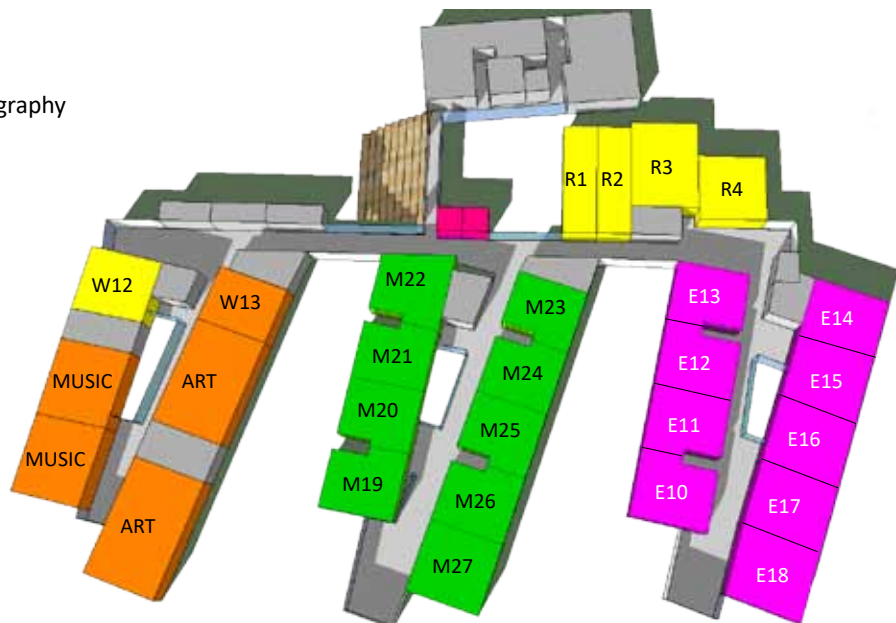 graphy
R1
R2
R3
R4
W12
W13
MUSIC
ART
MUSIC
ART
M22
M21
M20
M19
M23
M24
M25
M26
M27
E13
E12
E11
E10
E14
E15
E16
E17
E18